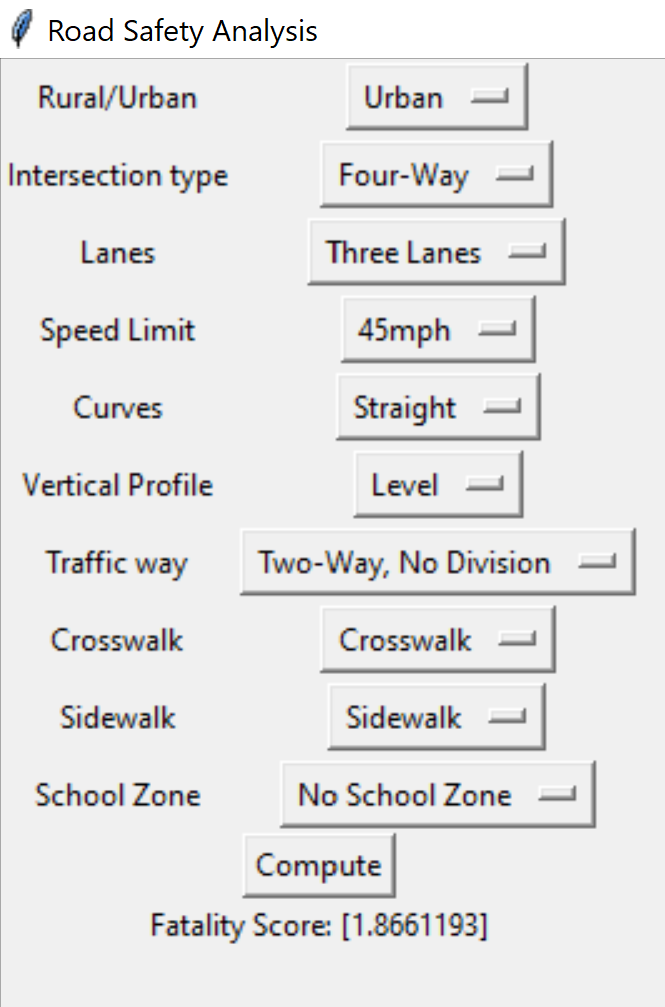 Road Safety Analysis
Rural/Urban Urban
Intersection type Four-Way
Lanes Three Lanes
Speed Limit 45mph
Curves Straight
Vertical Profile Level
Traffic way Two-Way, No Division
Crosswalk Crosswalk
Sidewalk Sidewalk
School Zone No School Zone
Compute
Fatality Score: [1.8661193]